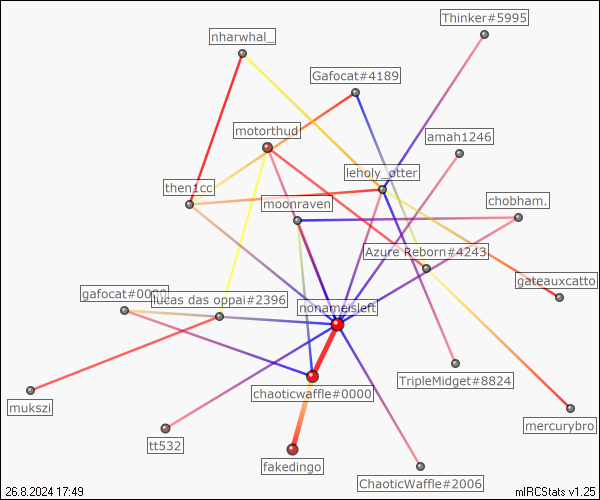 Thinker#5995
nharwhal_
Gafocat#4189
motorthud
amah1246
leholy_otter
then1cc
moonraven
chobham.
Azure Reborn#4243
gateauxcatto
gafocat#0000
lucas das oppai#2396
nonameisleft
TripleMidget#8824
chaoticwaffle#0000
mukszi
mercurybro
tt532
fakedingo
ChaoticWaffle#2006
26.8.2024 17:49
mIRCStats v1.25